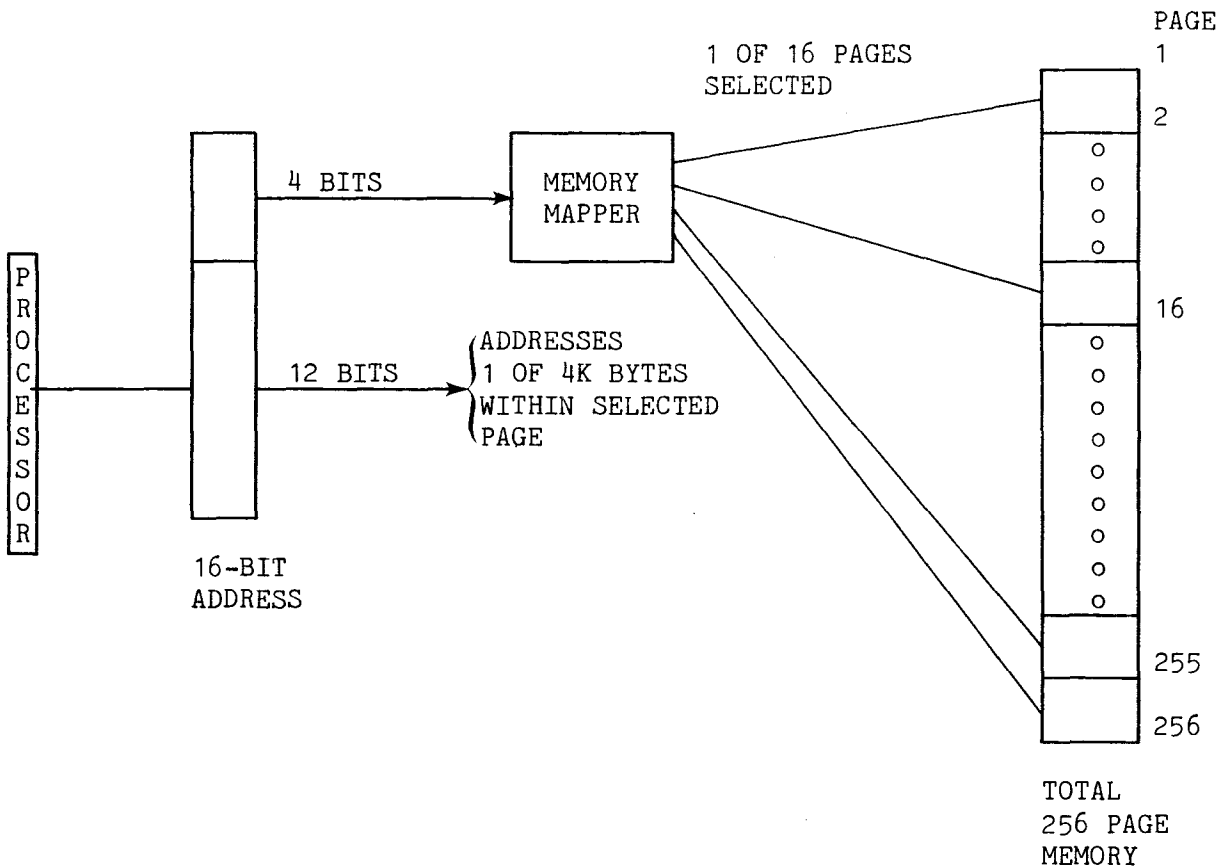 PAGE
1
1 OF 16 PAGES
SELECTED
2
4 BITS
MEMORY
MAPPER
16
PROCESSOR
12 BITS
ADDRESSES
1 OF 4K BYTES
WITHIN SELECTED
PAGE
16-BIT
ADDRESS
255
256
TOTAL
256 PAGE
MEMORY